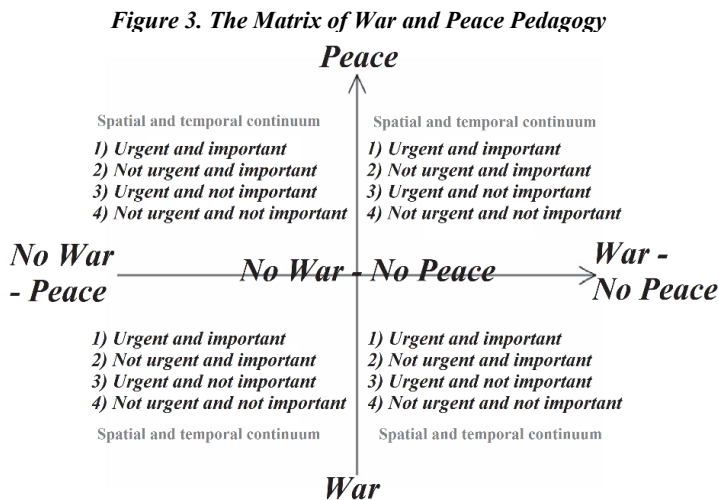 Figure 3. The Matrix of War and Peace Pedagogy
Peace
Spatial and temporal continuum
1) Urgent and important
2) Not urgent and important
3) Urgent and not important
4) Not urgent and not important
Spatial and temporal continuum
1) Urgent and important
2) Not urgent and important
3) Urgent and not important
4) Not urgent and not important
No War
- Peace
No War - No Peace
War -
No Peace
1) Urgent and important
2) Not urgent and important
3) Urgent and not important
4) Not urgent and not important
Spatial and temporal continuum
1) Urgent and important
2) Not urgent and important
3) Urgent and not important
4) Not urgent and not important
Spatial and temporal continuum
War